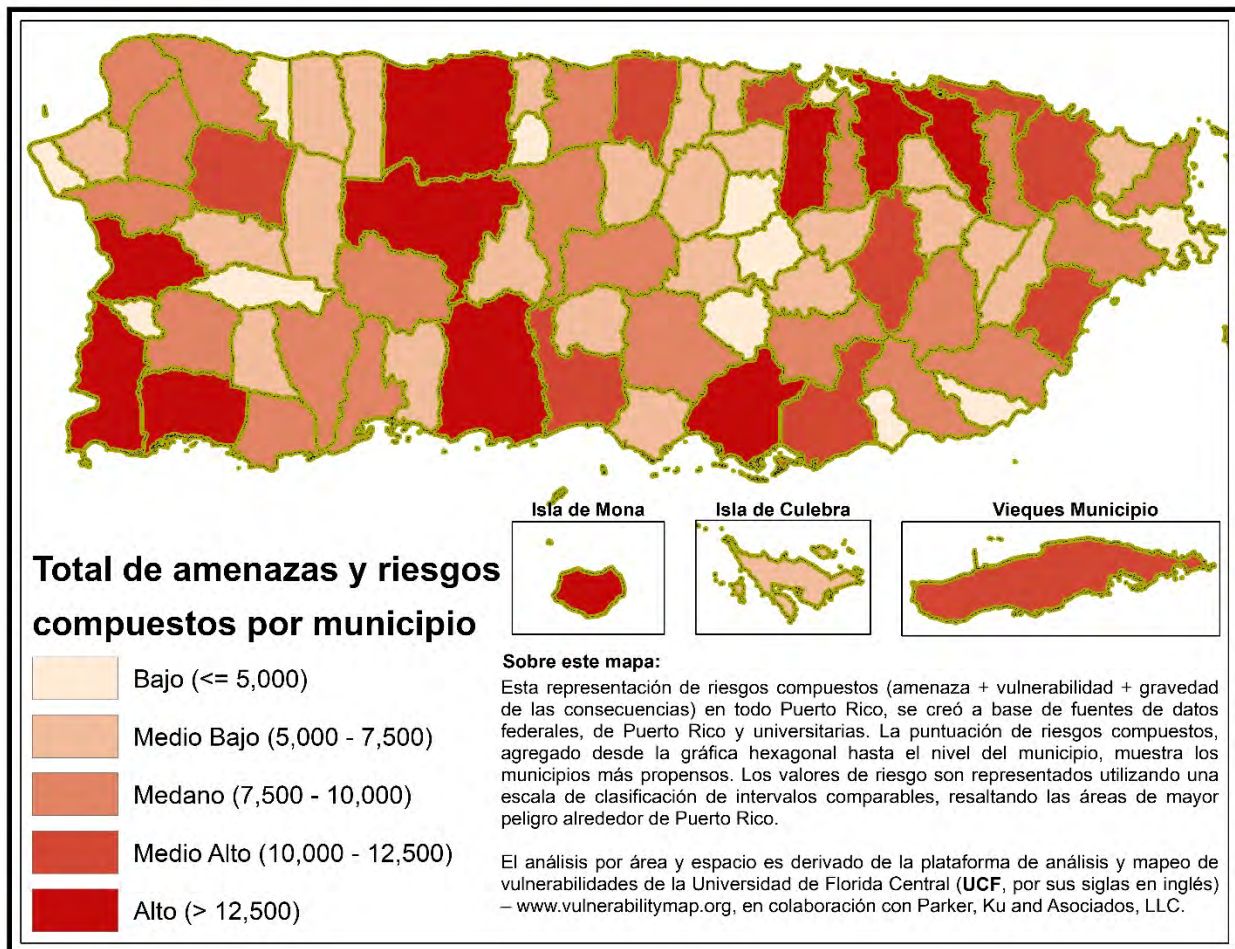 Isla de Mona
Isla de Culebra
Vieques Municipio
Total de amenazas y riesgos
compuestos por municipio
Bajo (<= 5,000)
Medio Bajo (5,000 - 7,500)
Medano (7,500 - 10,000)
Medio Alto (10,000 - 12,500)
Alto (> 12,500)
Sobre este mapa:
Esta representación de riesgos compuestos (amenaza + vulnerabilidad + gravedad
de las consecuencias) en todo Puerto Rico, se creó a base de fuentes de datos
federales, de Puerto Rico y universitarias. La puntuación de riesgos compuestos,
agregado desde la gráfica hexagonal hasta el nivel del municipio, muestra los
municipios más propensos. Los valores de riesgo son representados utilizando una
escala de clasificación de intervalos comparables, resaltando las áreas de mayor
peligro alrededor de Puerto Rico.
El análisis por área y espacio es derivado de la plataforma de análisis y mapeo de
vulnerabilidades de la Universidad de Florida Central (UCF, por sus siglas en inglés)
– www.vulnerabilitymap.org, en colaboración con Parker, Ku and Asociados, LLC.